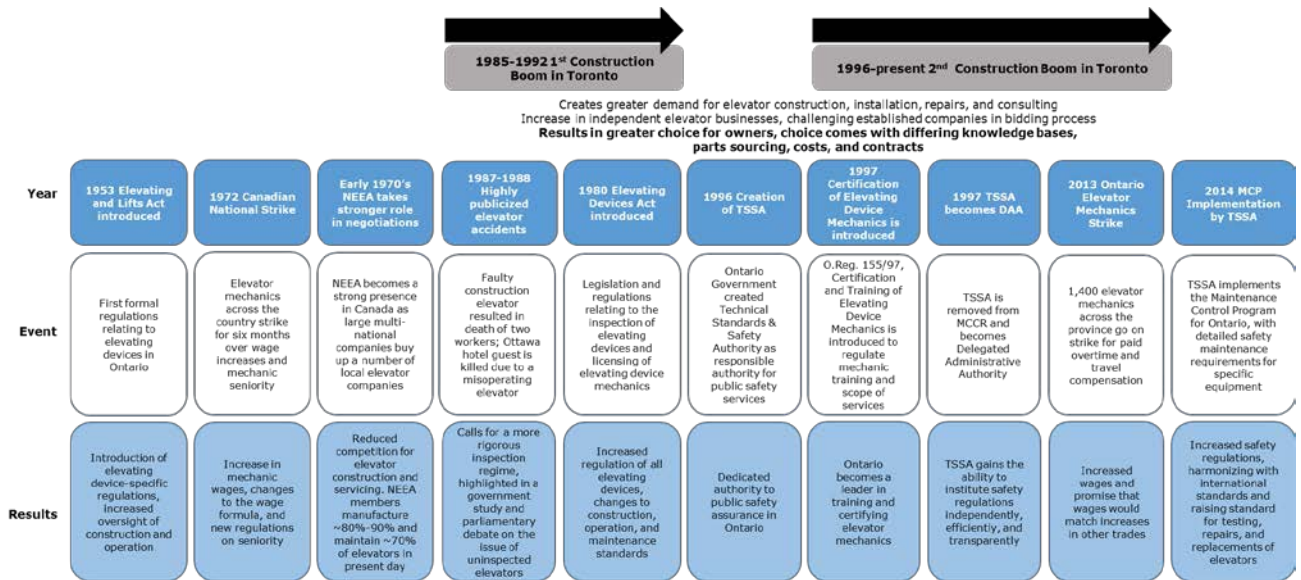 1985-1992 1st Construction
Boom in Toronto
1996-present 2nd Construction Boom in Toronto
Creates greater demand for elevator construction, installation, repairs, and consulting
Increase in independent elevator businesses, challenging established companies in bidding process
Results in greater choice for owners, choice comes with differing knowledge bases,
parts sourcing, costs, and contracts
Year
1953 Elevating
and Lifts Act
introduced
1972 Canadian
National Strike
Early 1970's
NEEA takes
stronger role
in negotiations
1987-1988
Highly
publicized
elevator
accidents
1980 Elevating
Devices Act
introduced
1996 Creation
of TSSA
1997
Certification
of Elevating
Device
Mechanics is
introduced
1997 TSSA
becomes DAA
2013 Ontario
Elevator
Mechanics
Strike
2014 MCP
Implementation
by TSSA
Event
First formal
regulations
relating to
elevating
devices in
Ontario
Elevator
mechanics
across the
country strike
for six months
over wage
increases and
mechanic
seniority
NEEA becomes a
strong presence
in Canada as
large multi-
national
companies buy
up a number of
local elevator
companies
Faulty
construction
elevator
resulted in
death of two
workers; Ottawa
hotel guest is
killed due to a
misoperating
elevator
Legislation and
regulations
relating to the
inspection of
elevating
devices and
licensing of
elevating device
mechanics
Ontario
Government
created
Technical
Standards &
Safety
Authority as
responsible
authority for
public safety
services
O.Reg. 155/97,
Certification
and Training of
Elevating
Device
Mechanics is
introduced to
regulate
mechanic
training and
scope of
services
TSSA is
removed from
MCCR and
becomes
Delegated
Administrative
Authority
1,400 elevator
mechanics
across the
province go on
strike for paid
overtime and
travel
compensation
TSSA implements
the Maintenance
Control Program
for Ontario, with
detailed safety
maintenance
requirements for
specific
equipment
Results
Introduction of
elevating
device-specific
regulations,
increased
oversight of
construction and
operation
Increase in
mechanic
wages, changes
to the wage
formula, and
new regulations
on seniority
Reduced
competition for
elevator
construction and
servicing. NEEA
members
manufacture
~80%-90% and
maintain ~70%
of elevators in
present day
Calls for a more
rigorous
inspection
regime,
highlighted in a
government
study and
parliamentary
debate on the
issue of
uninspected
elevators
Increased
regulation of all
elevating
devices,
changes to
construction,
operation, and
maintenance
standards
Dedicated
authority to
public safety
assurance in
Ontario
Ontario
becomes a
leader in
training and
certifying
elevator
mechanics
TSSA gains the
ability to
institute safety
regulations
independently,
efficiently, and
transparently
Increased
wages and
promise that
wages would
match increases
in other trades
Increased safety
regulations,
harmonizing with
international
standards and
raising standard
for testing,
repairs, and
replacements of
elevators